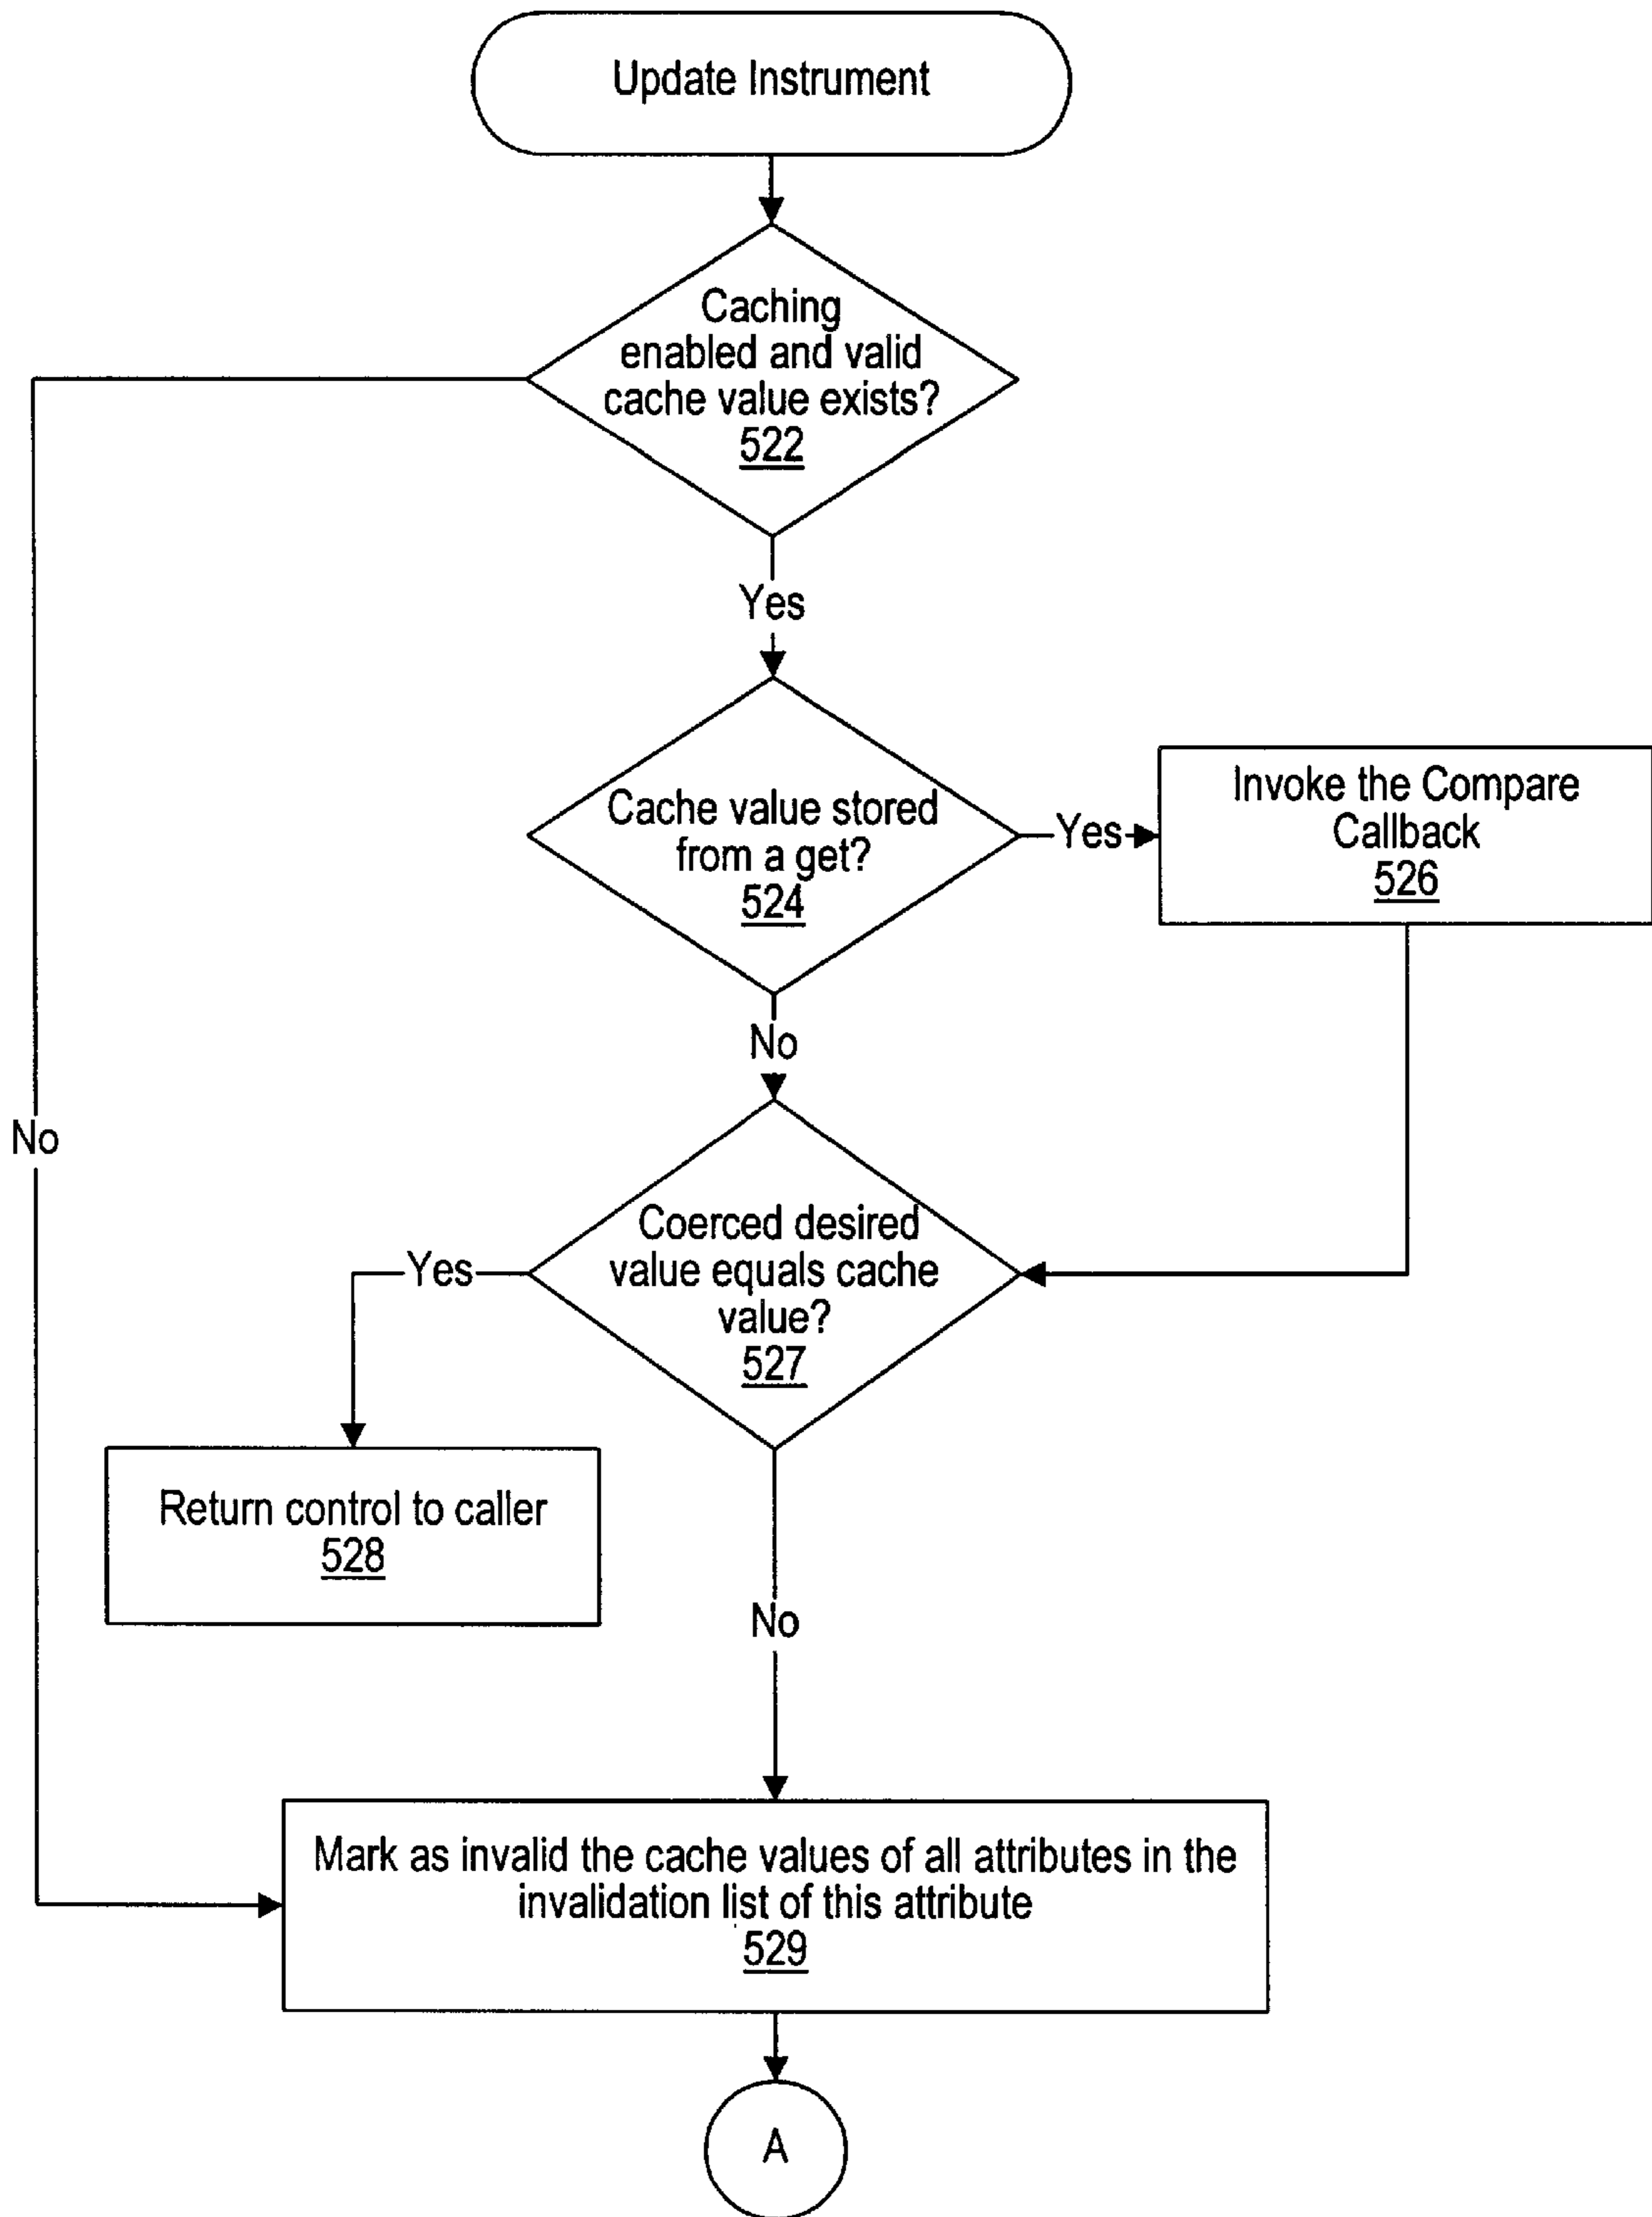 Update Instrument
Caching
enabled and valid
cache value exists?
522
Yes
Cache value stored
from a get?
524
Yes
Invoke the Compare
Callback
526
No
No
Coerced desired
value equals cache
value?
527
Yes
Return control to caller
528
No
Mark as invalid the cache values of all attributes in the
invalidation list of this attribute
529
A